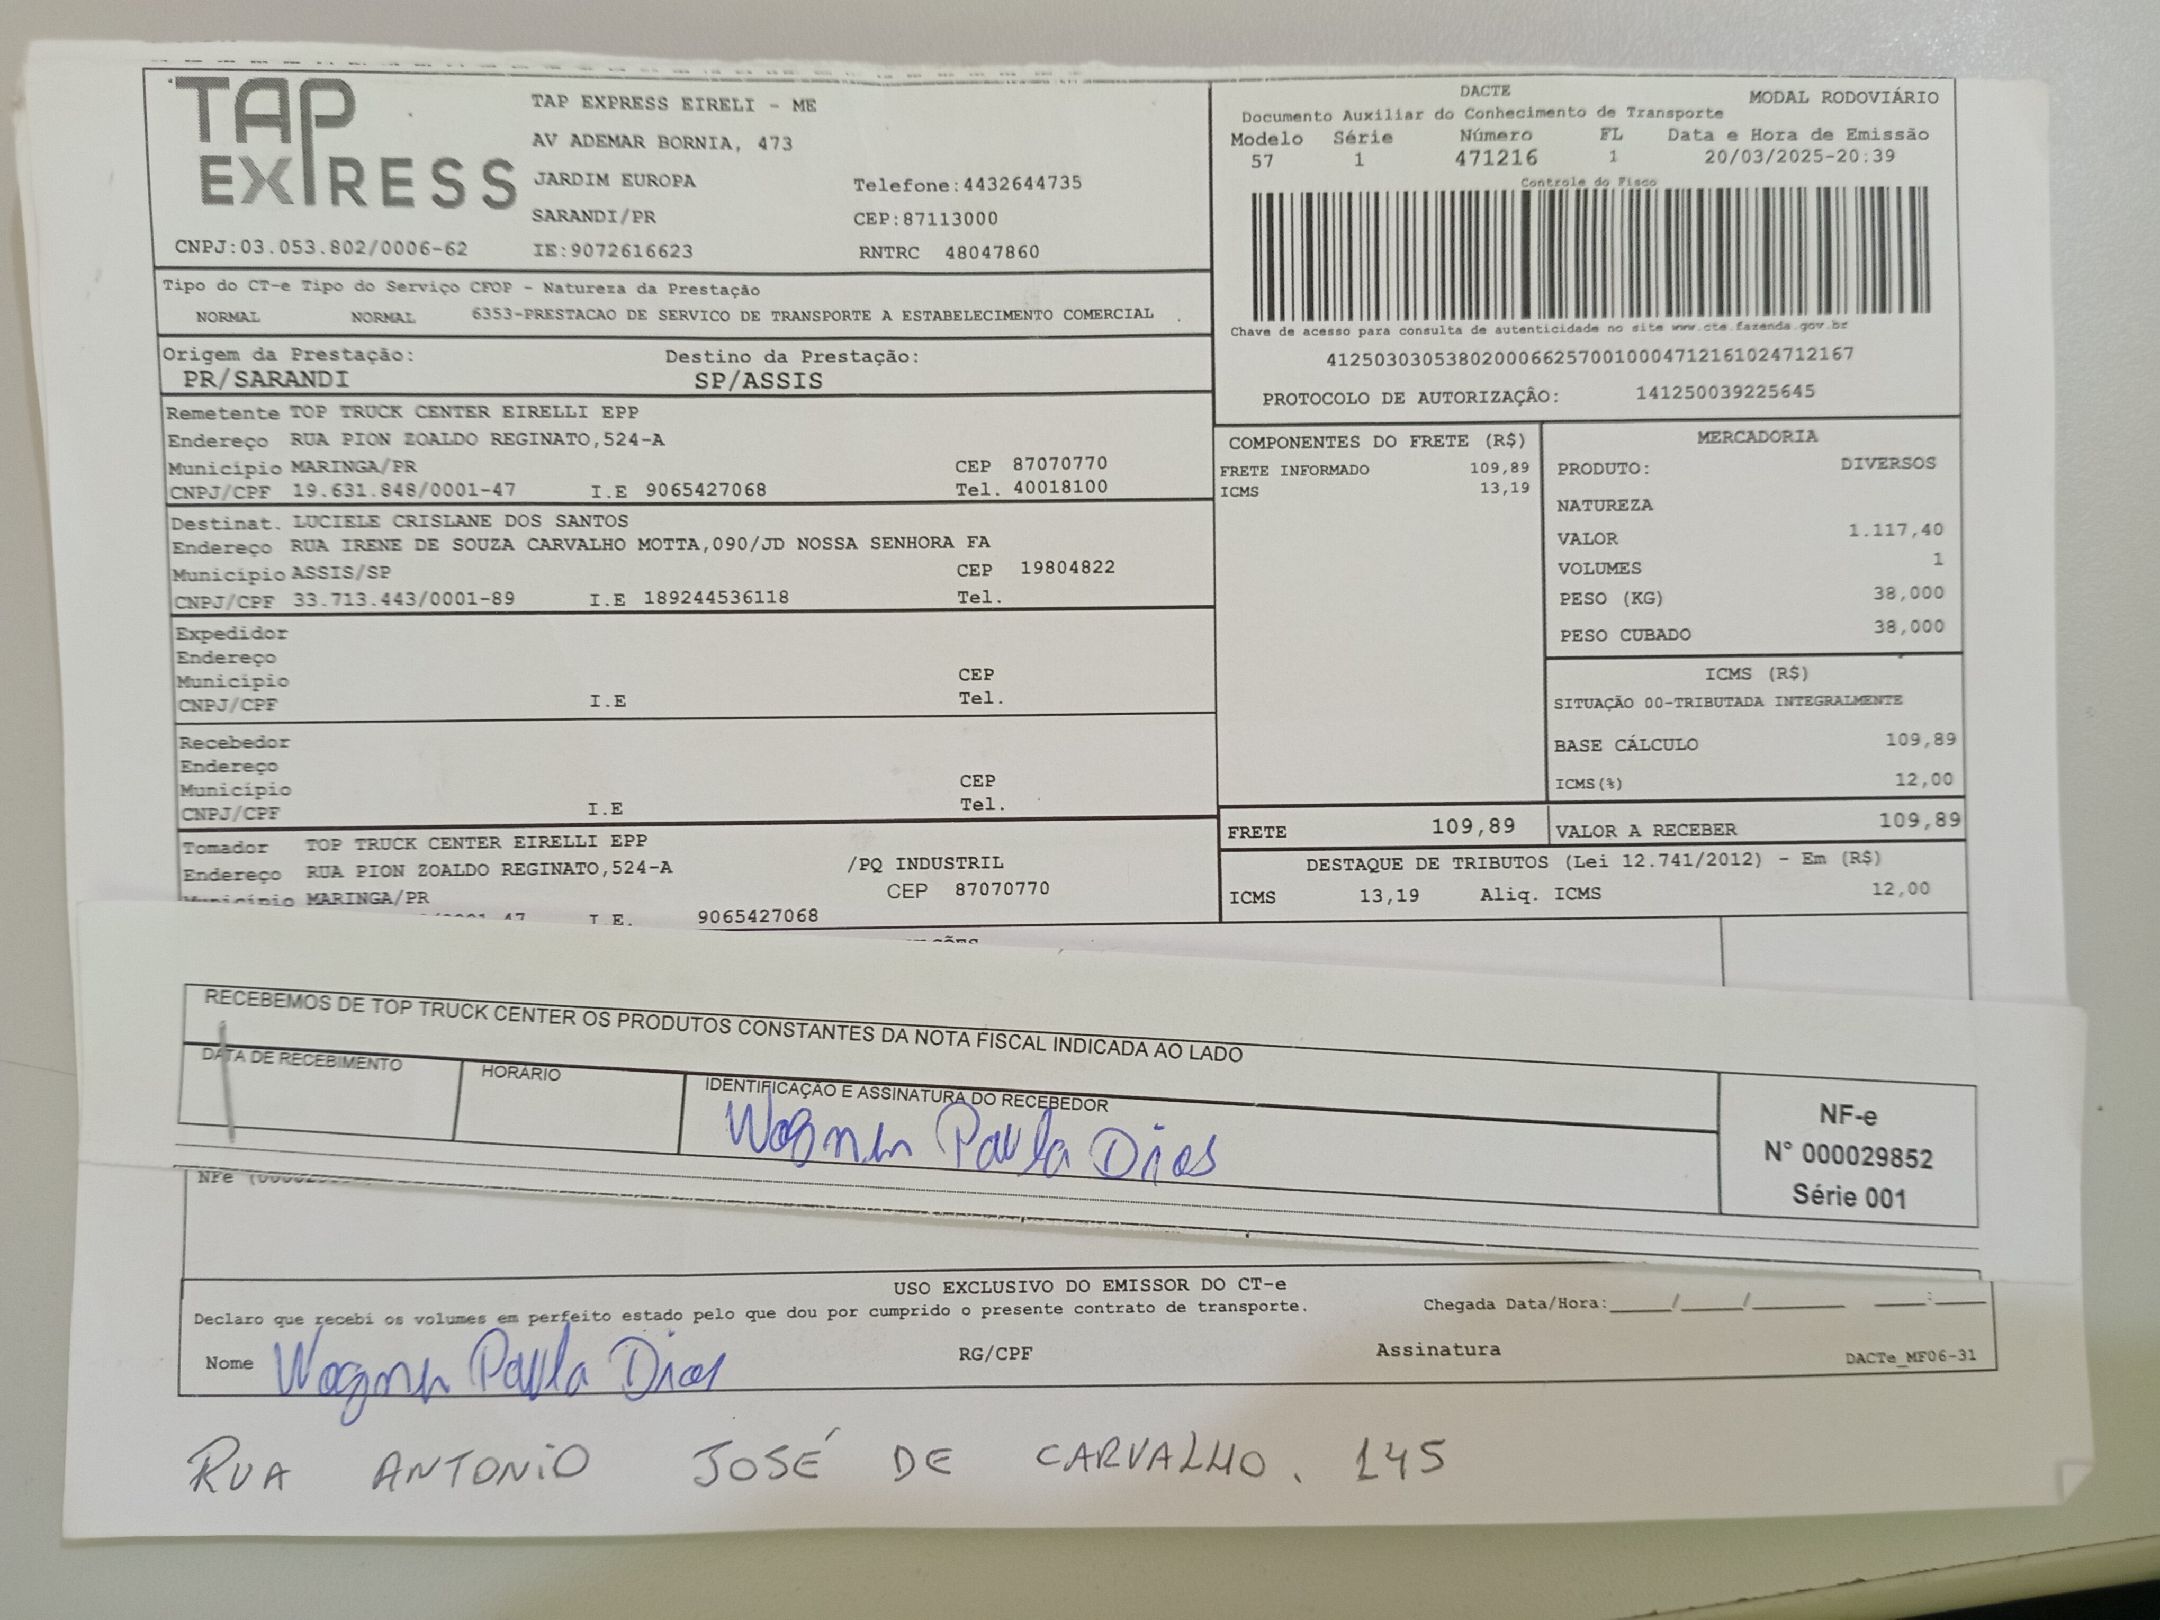 TAP EXPRESS
TAP EXPRESS EIRELI - ME
AV ADEMAR BORNIA, 473
JARDIM EUROPA Telefone:4432644735
SARANDI/PR CEP:87113000
CNPJ:03.053.802/0006-62 IE:9072616623 RNTRC 48047860
DACTE MODAL RODOVIÁRIO
Documento Auxiliar do Conhecimento de Transporte
Modelo Série Número FL Data e Hora de Emissão
57 1 471216 1 20/03/2025-20:39
Controle do Fisco
Chave de acesso para consulta de autenticidade no site www.cte.fazenda.gov.br
41250303053802000662570010004712161024712167
PROTOCOLO DE AUTORIZAÇÃO: 141250039225645
Tipo do CT-e Tipo do Serviço CFOP - Natureza da Prestação
NORMAL NORMAL 6353-PRESTACAO DE SERVICO DE TRANSPORTE A ESTABELECIMENTO COMERCIAL
Origem da Prestação: Destino da Prestação:
PR/SARANDI SP/ASSIS
Remetente TOP TRUCK CENTER EIRELLI EPP
Endereço RUA PION ZOALDO REGINATO,524-A
Município MARINGA/PR CEP 87070770
CNPJ/CPF 19.631.848/0001-47 I.E 9065427068 Tel. 40018100
Destinat. LUCIELE CRISLANE DOS SANTOS
Endereço RUA IRENE DE SOUZA CARVALHO MOTTA,090/JD NOSSA SENHORA FA
Município ASSIS/SP CEP 19804822
CNPJ/CPF 33.713.443/0001-89 I.E 189244536118 Tel.
Expedidor
Endereço
Município CEP
CNPJ/CPF I.E Tel.
Recebedor
Endereço
Município CEP
CNPJ/CPF I.E Tel.
Tomador TOP TRUCK CENTER EIRELLI EPP
Endereço RUA PION ZOALDO REGINATO,524-A /PQ INDUSTRIL
Município MARINGA/PR CEP 87070770
I.E. 9065427068
COMPONENTES DO FRETE (R$)
FRETE INFORMADO 109,89
ICMS 13,19
MERCADORIA
PRODUTO: DIVERSOS
NATUREZA
VALOR 1.117,40
VOLUMES 1
PESO (KG) 38,000
PESO CUBADO 38,000
ICMS (R$)
SITUAÇÃO 00-TRIBUTADA INTEGRALMENTE
BASE CÁLCULO 109,89
ICMS(%) 12,00
FRETE 109,89 VALOR A RECEBER 109,89
DESTAQUE DE TRIBUTOS (Lei 12.741/2012) - Em (R$)
ICMS 13,19 Aliq. ICMS 12,00
RECEBEMOS DE TOP TRUCK CENTER OS PRODUTOS CONSTANTES DA NOTA FISCAL INDICADA AO LADO
DATA DE RECEBIMENTO HORÁRIO IDENTIFICAÇÃO E ASSINATURA DO RECEBEDOR
Wagner Paula Dias
NF-e
N° 000029852
Série 001
USO EXCLUSIVO DO EMISSOR DO CT-e
Declaro que recebi os volumes em perfeito estado pelo que dou por cumprido o presente contrato de transporte. Chegada Data/Hora:____/____/______ ___:___
Nome Wagner Paula Dias RG/CPF Assinatura DACTe_MF06-31
RUA ANTONIO JOSÉ DE CARVALHO. 145